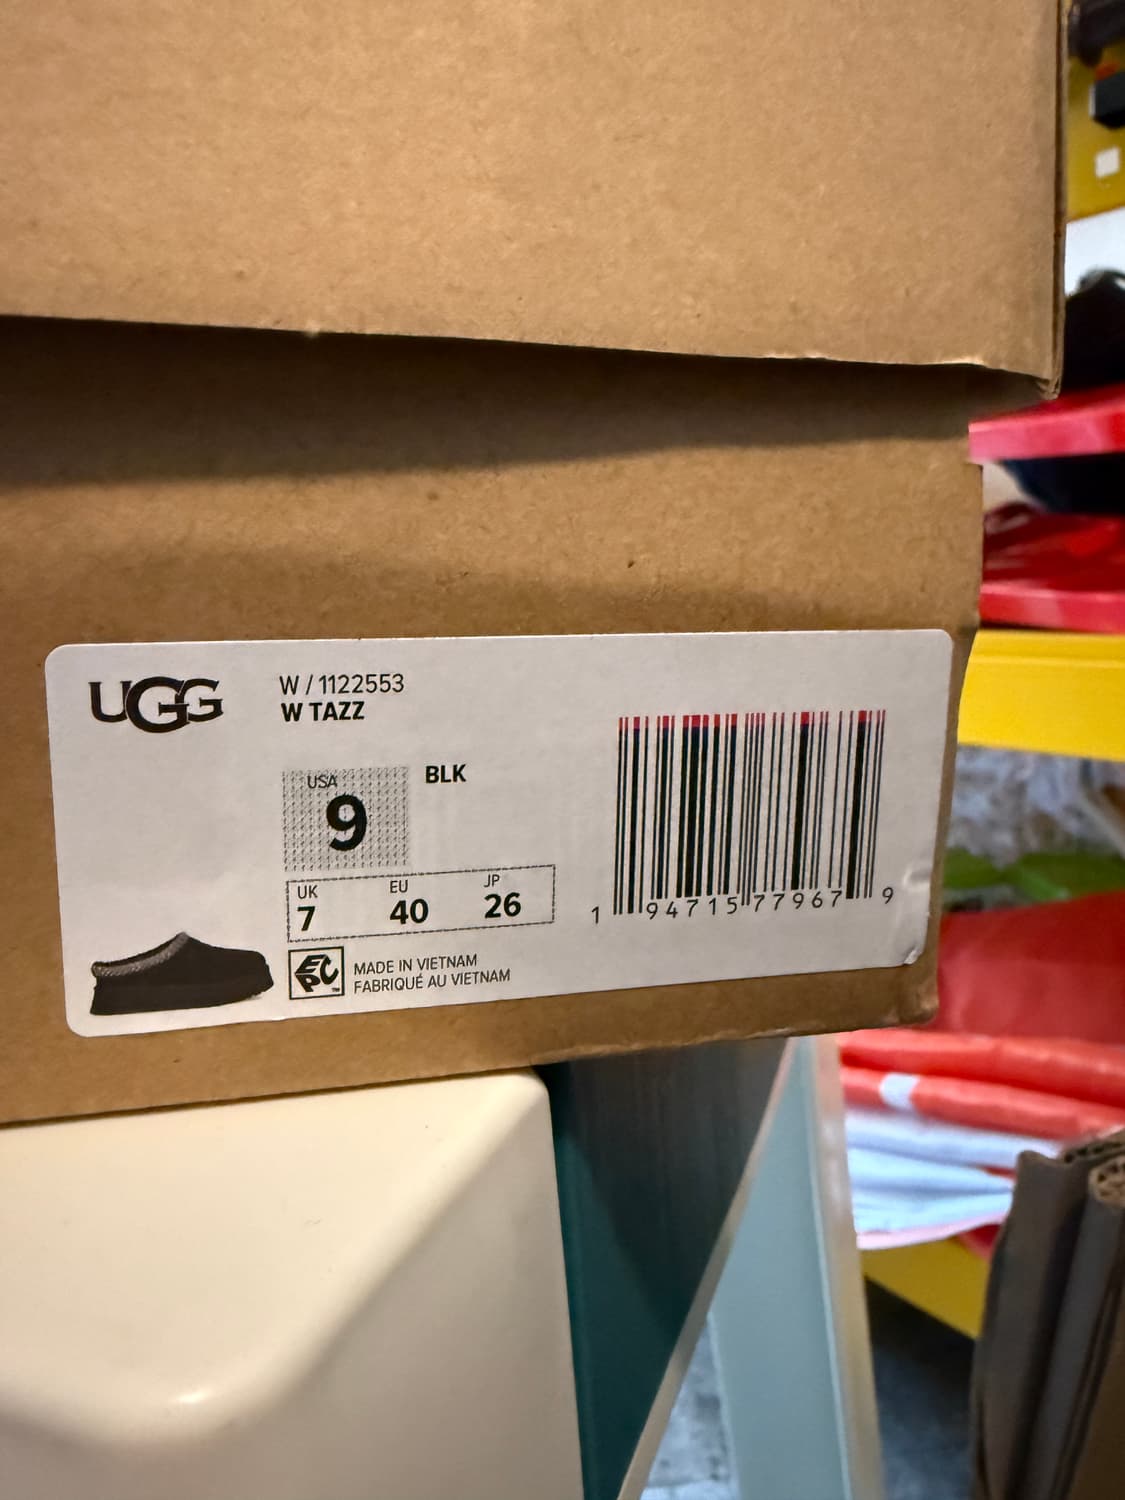 UGG
W / 1122553
W TAZZ
USA
9
BLK
UK EU JP
7 40 26
EPC™
MADE IN VIETNAM
FABRIQUÉ AU VIETNAM
1 94715 77967 9